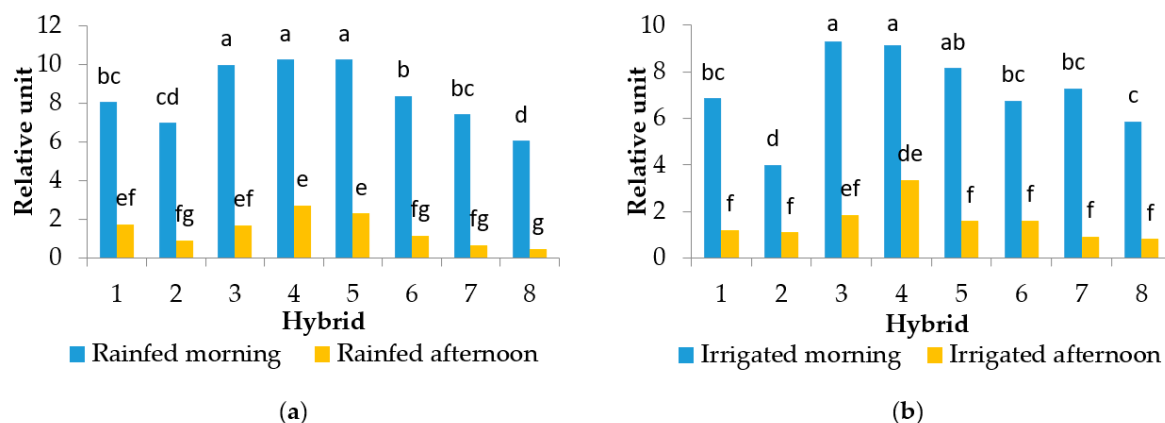 Relative unit
12
10
8
6
4
2
0
bc
cd
a
a
a
b
bc
d
ef
fg
ef
e
e
fg
fg
g
1 2 3 4 5 6 7 8
Hybrid
Rainfed morning Rainfed afternoon
(a)
Relative unit
10
8
6
4
2
0
bc
d
a
a
ab
bc
bc
c
f
f
ef
de
f
f
f
f
1 2 3 4 5 6 7 8
Hybrid
Irrigated morning Irrigated afternoon
(b)